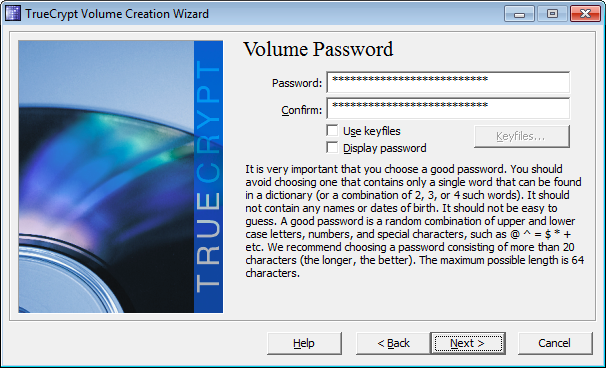 TrueCrypt Volume Creation Wizard
TRUECRYPT
Volume Password
Password: **************************
Confirm: **************************
Use keyfiles
Keyfiles...
Display password
It is very important that you choose a good password. You should
avoid choosing one that contains only a single word that can be found
in a dictionary (or a combination of 2, 3, or 4 such words). It should
not contain any names or dates of birth. It should not be easy to
guess. A good password is a random combination of upper and lower
case letters, numbers, and special characters, such as @ ^ = $ * +
etc. We recommend choosing a password consisting of more than 20
characters (the longer, the better). The maximum possible length is 64
characters.
Help
< Back
Next >
Cancel